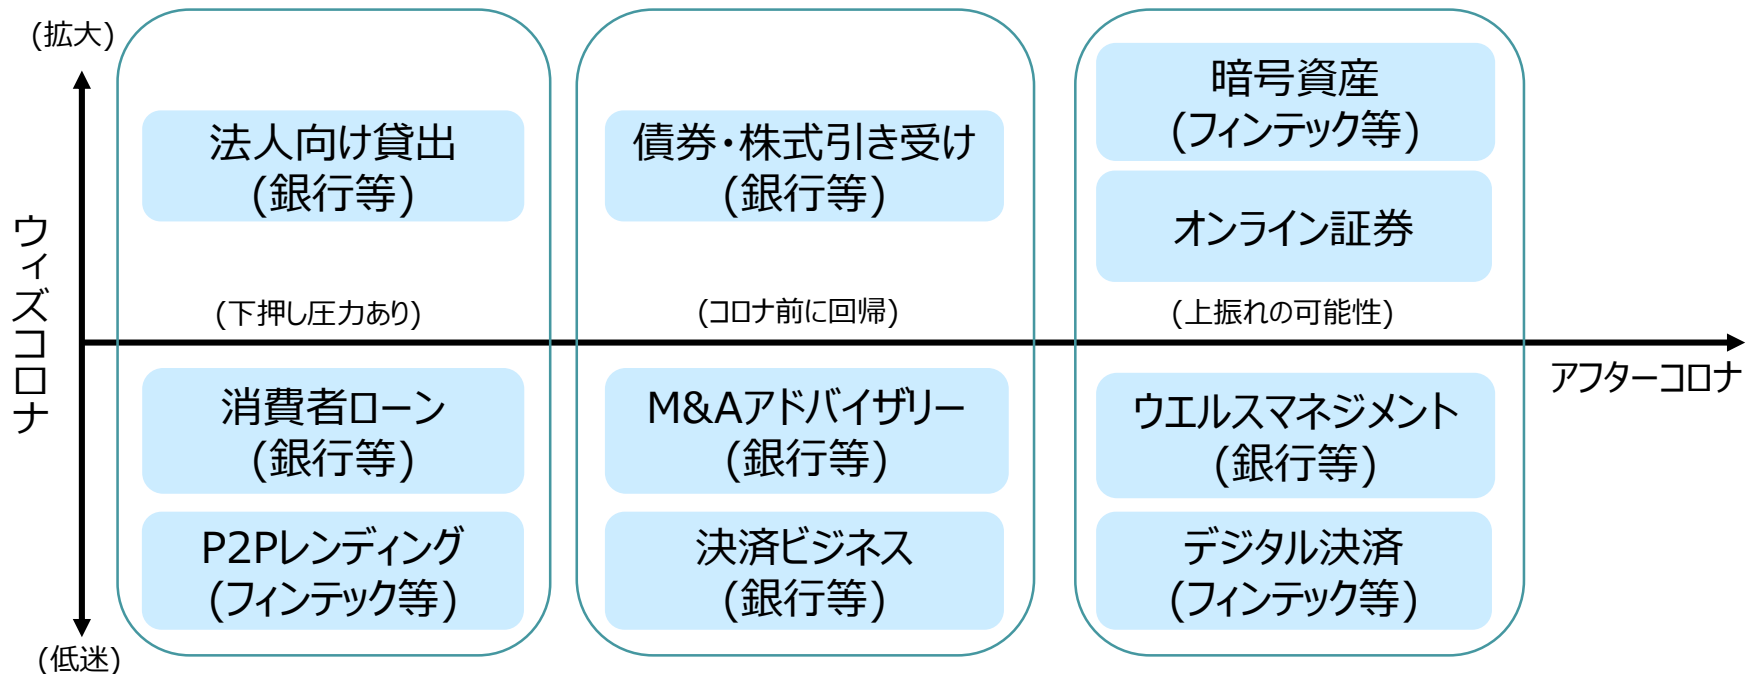 (拡大)
ウィズコロナ
(低迷)
法人向け貸出
(銀行等)
(下押し圧力あり)
消費者ローン
(銀行等)
P2Pレンディング
(フィンテック等)
債券・株式引き受け
(銀行等)
(コロナ前に回帰)
M&Aアドバイザリー
(銀行等)
決済ビジネス
(銀行等)
暗号資産
(フィンテック等)
オンライン証券
(上振れの可能性)
ウエルスマネジメント
(銀行等)
デジタル決済
(フィンテック等)
アフターコロナ